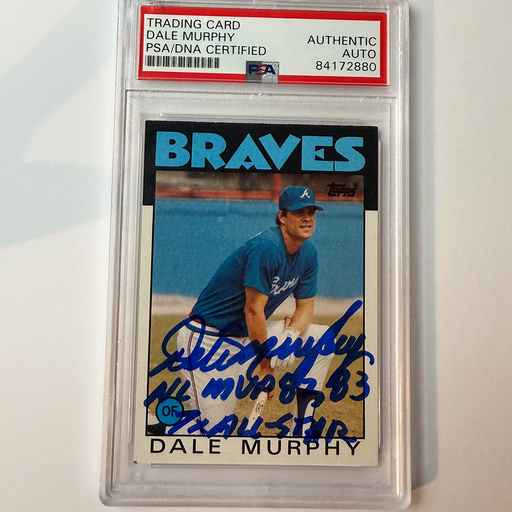 TRADING CARD
DALE MURPHY
PSA/DNA CERTIFIED
AUTHENTIC
AUTO
84172880
PSA
BRAVES
Topps
A
Dale Murphy
NL MVP 82, 83
7x ALL-STAR
OF
DALE MURPHY